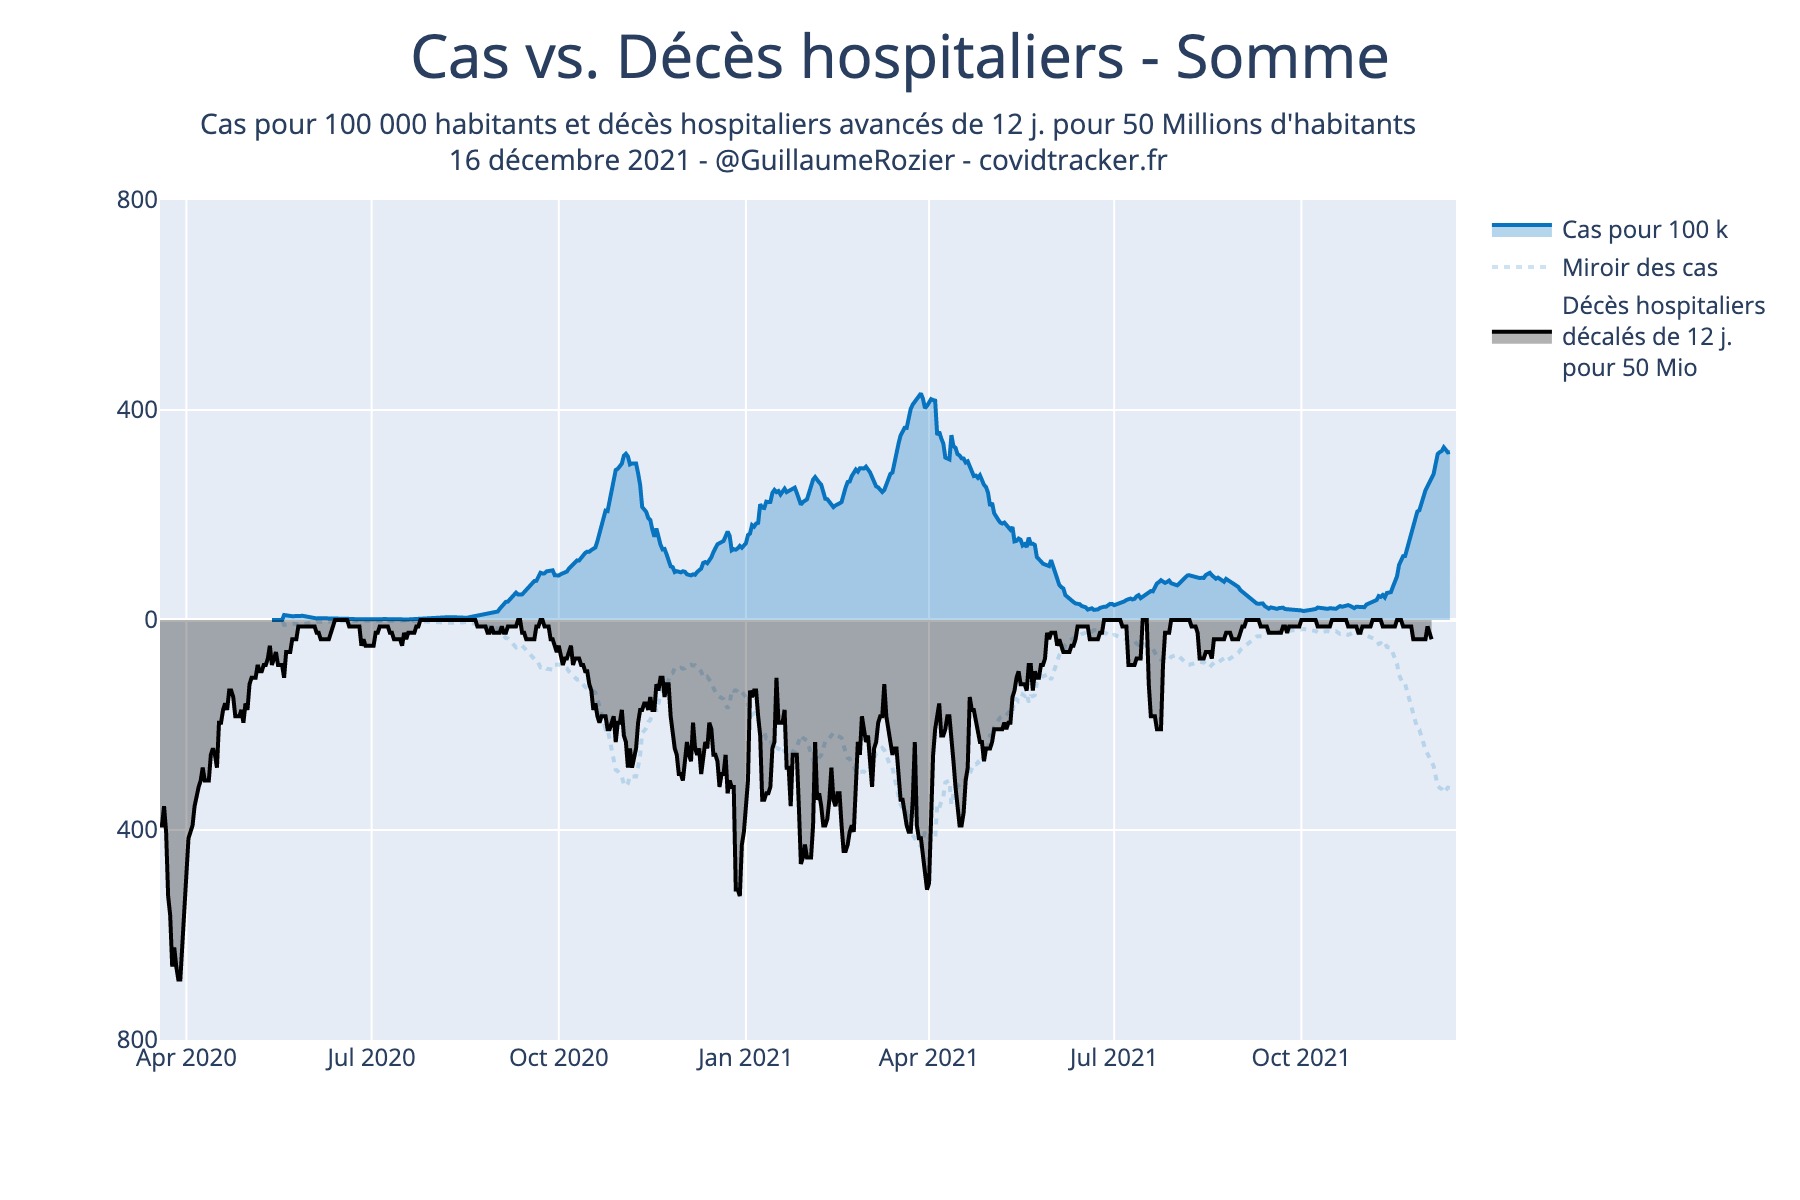 Cas vs. Décès hospitaliers - Somme
Cas pour 100 000 habitants et décès hospitaliers avancés de 12 j. pour 50 Millions d'habitants
16 décembre 2021 - @GuillaumeRozier - covidtracker.fr
800
400
0
400
800
Apr 2020
Jul 2020
Oct 2020
Jan 2021
Apr 2021
Jul 2021
Oct 2021
Cas pour 100 k
Miroir des cas
Décès hospitaliers
décalés de 12 j.
pour 50 Mio